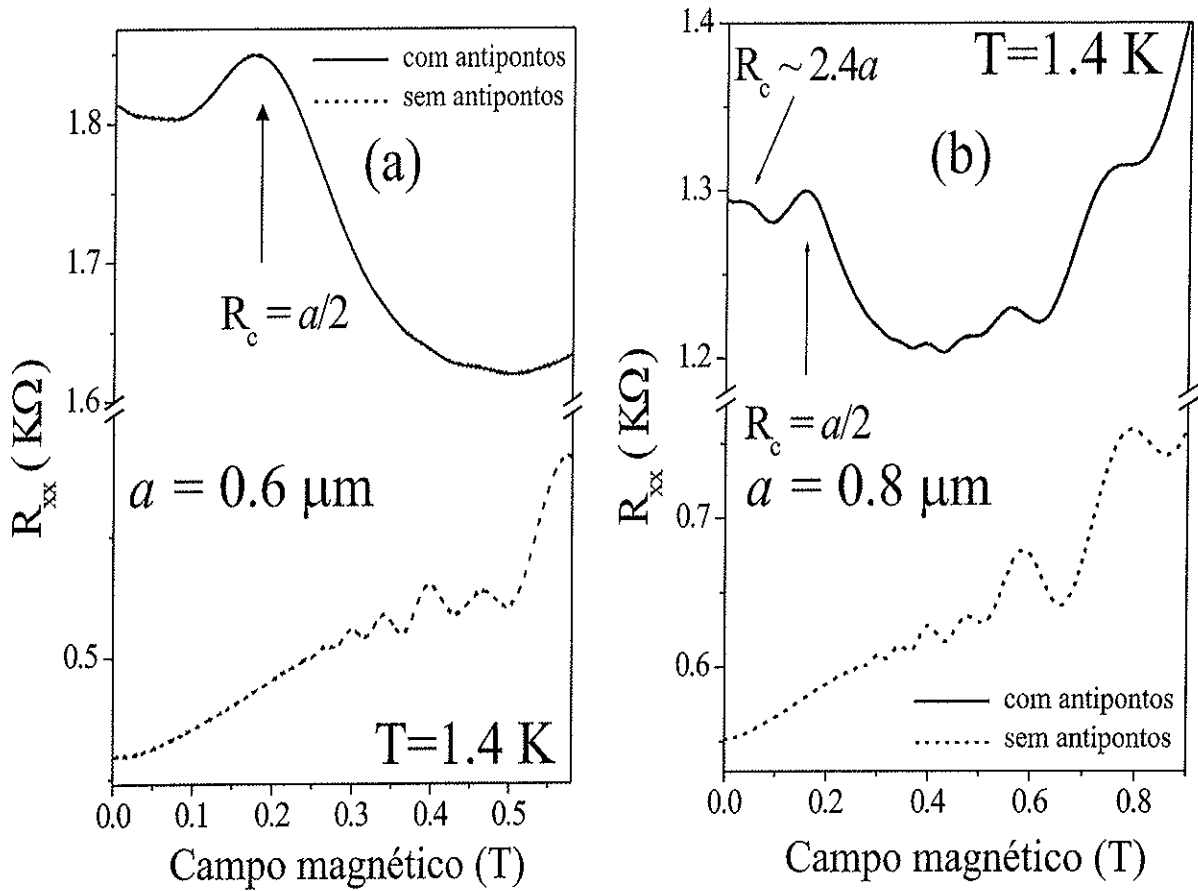 com antipontos
sem antipontos
(a)
R_c = a/2
a = 0.6 μm
T=1.4 K
1.8
1.7
1.6
0.5
R_xx ( KΩ)
0.0 0.1 0.2 0.3 0.4 0.5
Campo magnético (T)
R_c ~ 2.4a
T=1.4 K
(b)
R_c = a/2
a = 0.8 μm
com antipontos
sem antipontos
1.4
1.3
1.2
0.7
0.6
R_xx (KΩ)
0.0 0.2 0.4 0.6 0.8
Campo magnético (T)